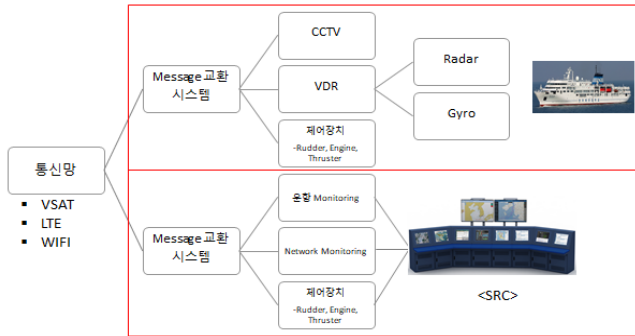 CCTV
Message 교환
시스템
VDR
Radar
Gyro
제어장치
-Rudder, Engine,
Thruster
통신망
▪ VSAT
▪ LTE
▪ WIFI
운항 Monitoring
Message 교환
시스템
Network Monitoring
제어장치
-Rudder, Engine,
Thruster
<SRC>